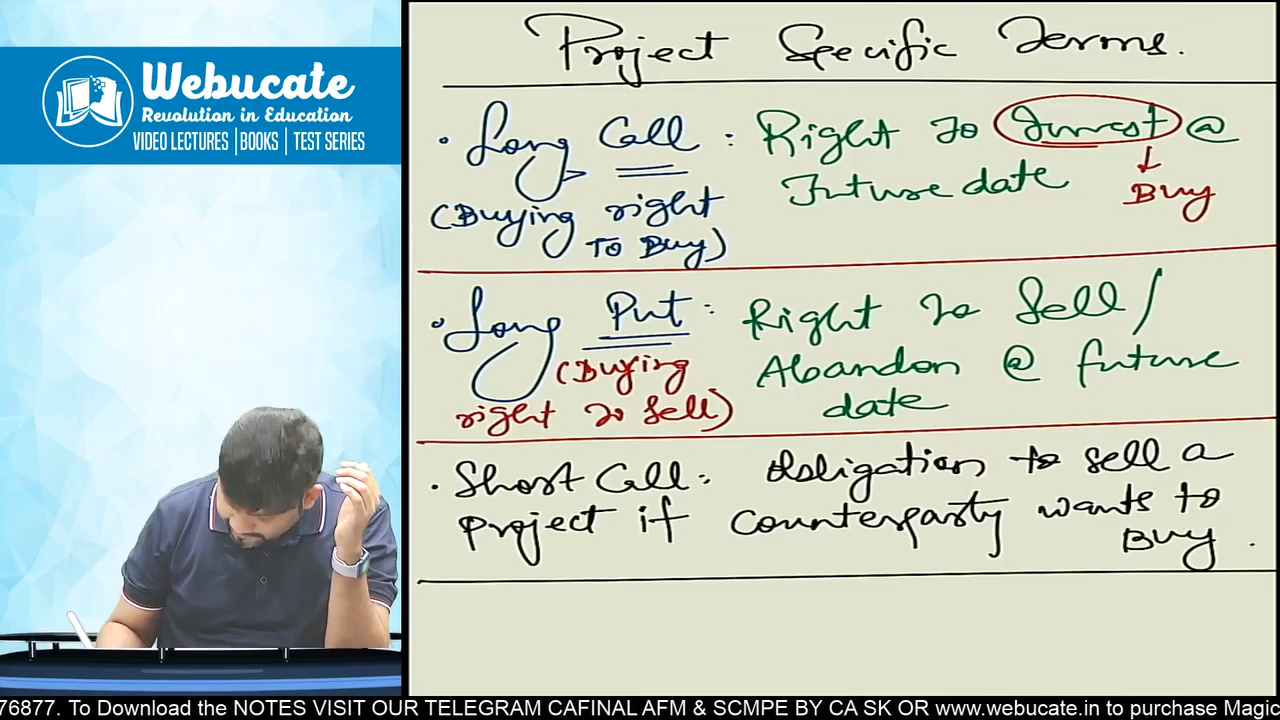 Webucate
Revolution in Education
VIDEO LECTURES | BOOKS | TEST SERIES
Project Specific Terms.
• Long Call : Right to Invest @
Future date
Buy
(Buying right
To Buy)
• Long Put : Right to Sell /
(Buying
right to sell)
Abandon @ future
date
• Short Call : Obligation to sell a
Project if Counterparty wants to
Buy .
76877. To Download the NOTES VISIT OUR TELEGRAM CAFINAL AFM & SCMPE BY CA SK OR www.webucate.in to purchase Magic